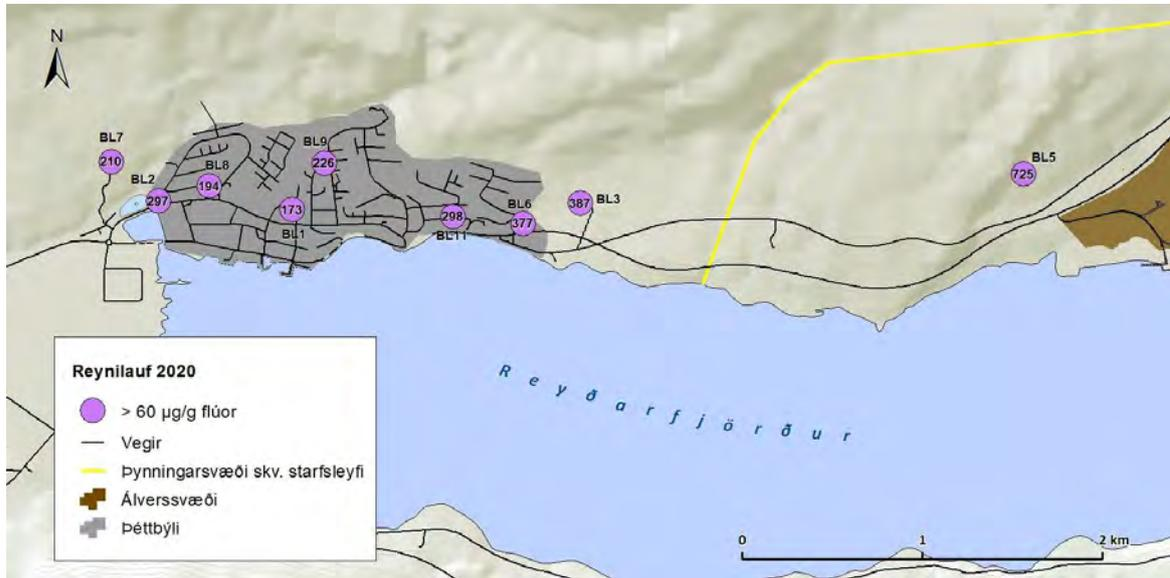 N
BL7
210
BL2
297
BL8
194
BL9
226
173
BL1
298
BL11
BL6
377
387
BL3
BL5
725
Reyðarfjörður
Reynilauf 2020
> 60 µg/g flúor
Vegir
Þynningarsvæði skv. starfsleyfi
Álverssvæði
Þéttbýli
0
1
2 km